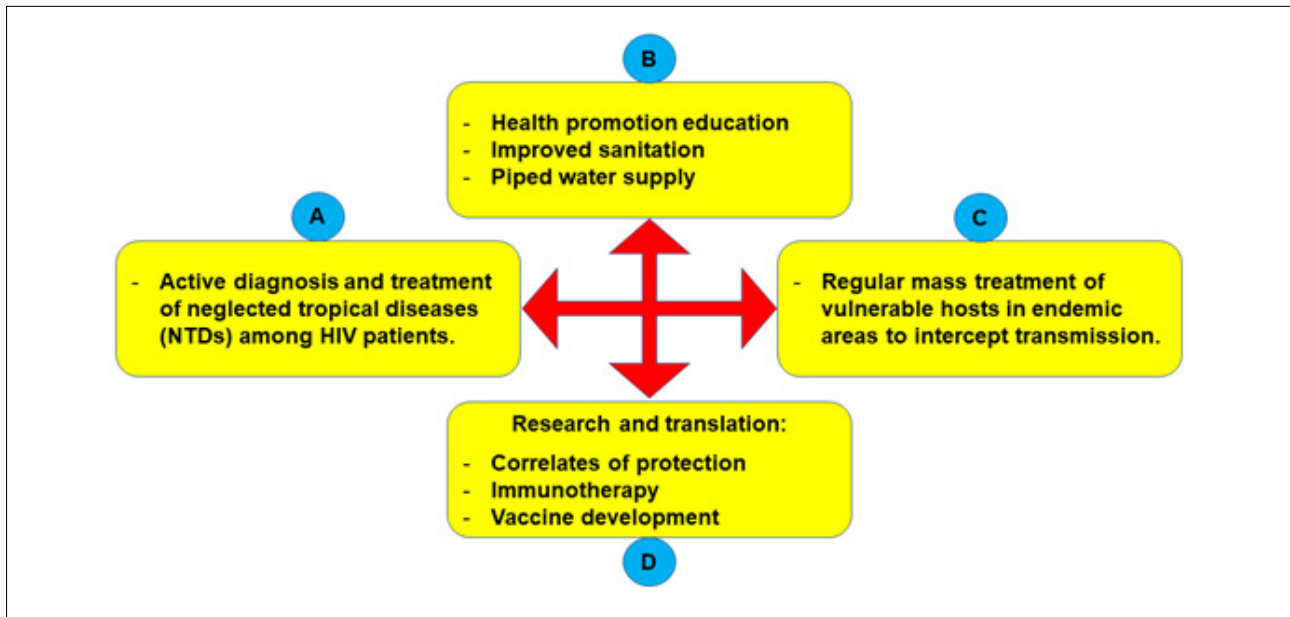 B
- Health promotion education
- Improved sanitation
- Piped water supply
A
- Active diagnosis and treatment
of neglected tropical diseases
(NTDs) among HIV patients.
C
- Regular mass treatment of
vulnerable hosts in endemic
areas to intercept transmission.
Research and translation:
- Correlates of protection
- Immunotherapy
- Vaccine development
D